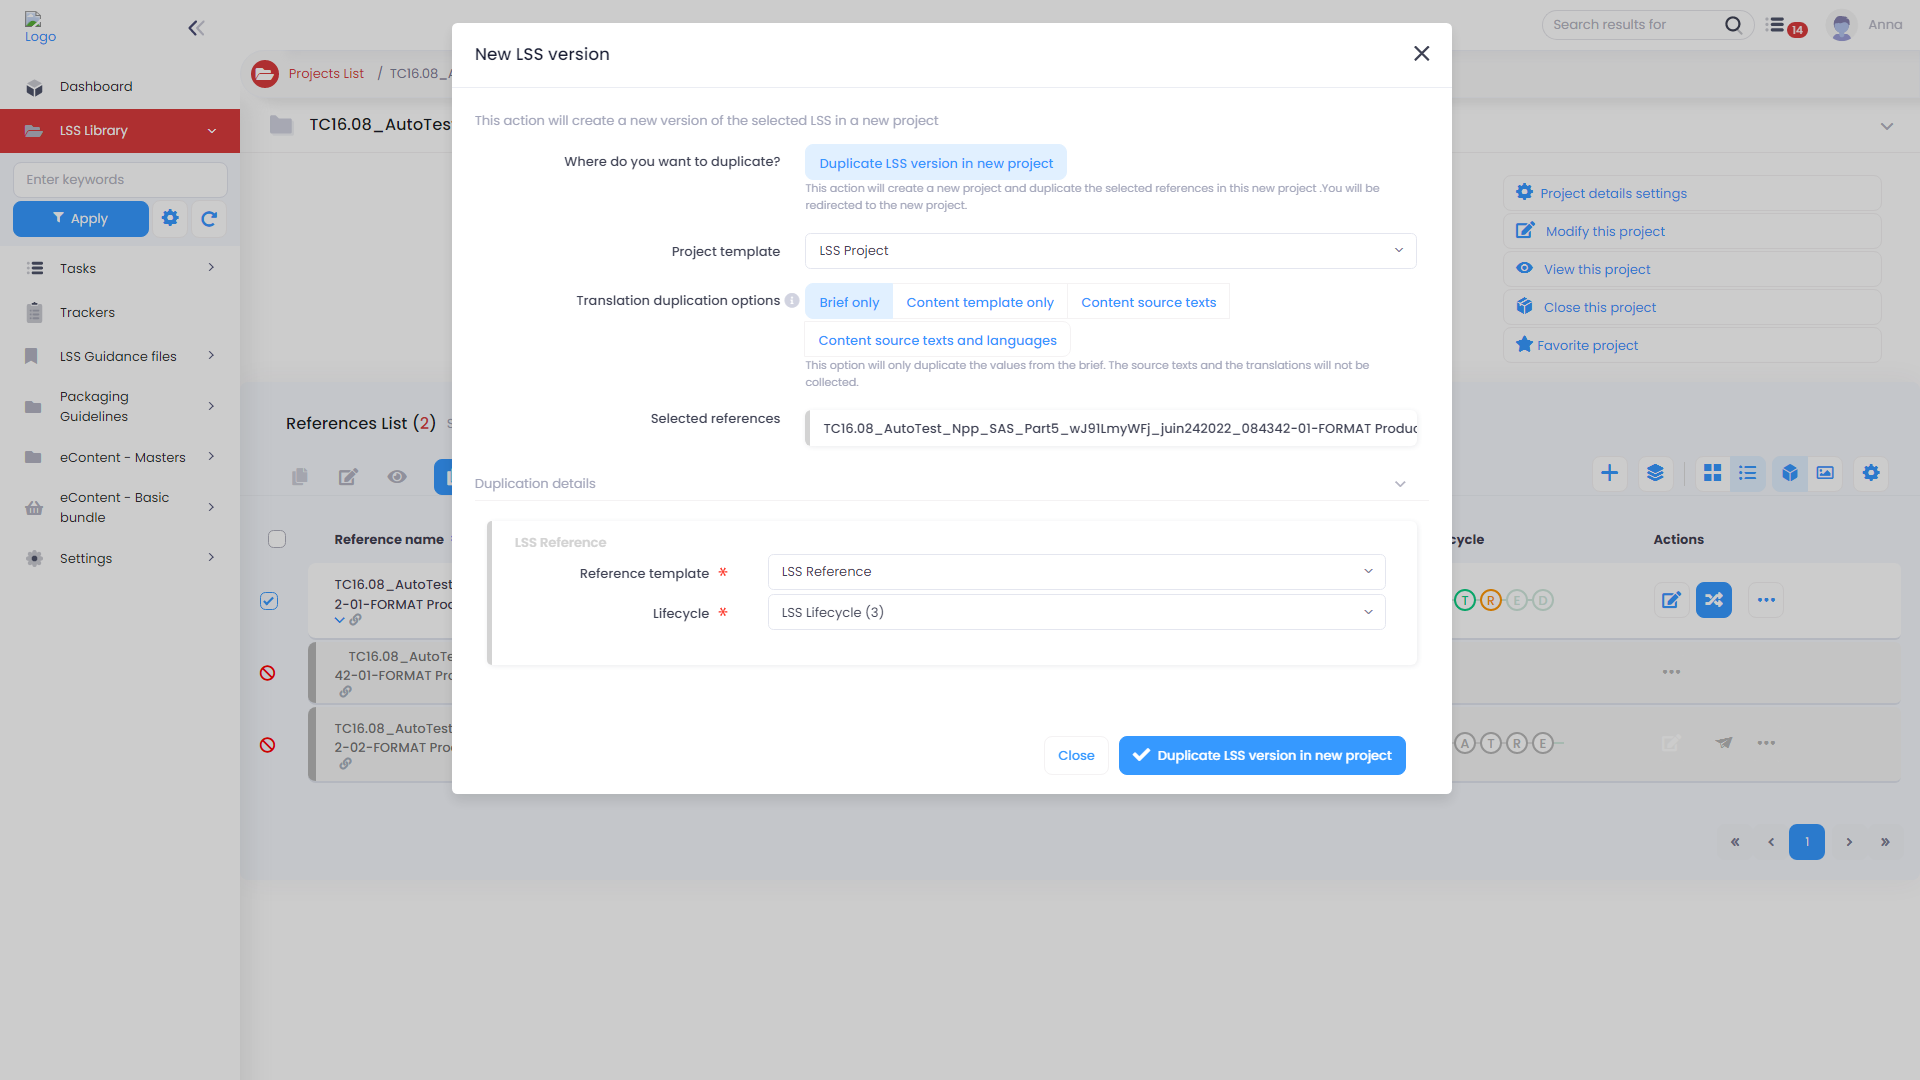 Logo
Search results for
14
Anna
Dashboard
LSS Library
Enter keywords
Apply
Tasks
Trackers
LSS Guidance files
Packaging
Guidelines
eContent - Masters
eContent - Basic
bundle
Settings
Projects List / TC16.08_A
TC16.08_AutoTes
Project details settings
Modify this project
View this project
Close this project
Favorite project
References List (2)
Reference name
cycle
Actions
TC16.08_AutoTest
2-01-FORMAT Proc
T R E D
TC16.08_AutoTe
42-01-FORMAT Pro
TC16.08_AutoTest
2-02-FORMAT Proc
A T R E
« ‹ 1 › »
New LSS version
This action will create a new version of the selected LSS in a new project
Where do you want to duplicate?
Duplicate LSS version in new project
This action will create a new project and duplicate the selected references in this new project .You will be
redirected to the new project.
Project template
LSS Project
Translation duplication options
Brief only
Content template only
Content source texts
Content source texts and languages
This option will only duplicate the values from the brief. The source texts and the translations will not be
collected.
Selected references
TC16.08_AutoTest_Npp_SAS_Part5_wJ91LmyWFj_juin242022_084342-01-FORMAT Produc
Duplication details
LSS Reference
Reference template *
LSS Reference
Lifecycle *
LSS Lifecycle (3)
Close
Duplicate LSS version in new project